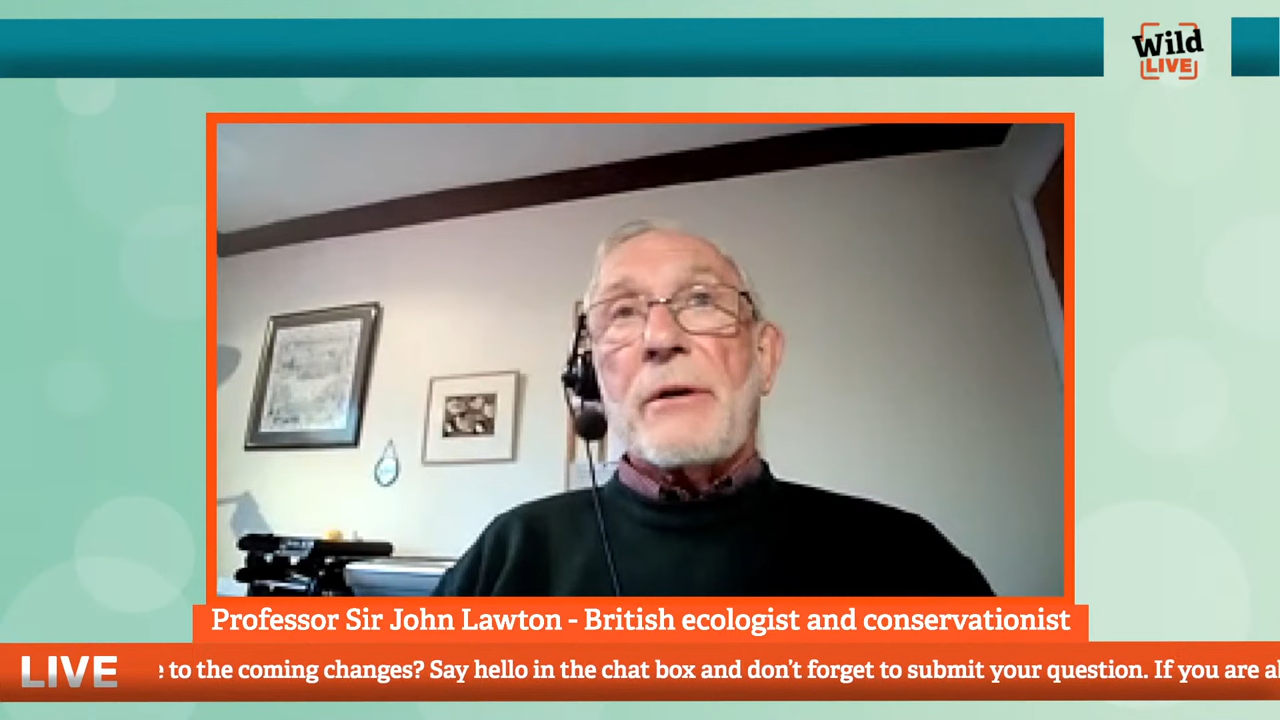 Wild
LIVE
Professor Sir John Lawton - British ecologist and conservationist
LIVE
to the coming changes? Say hello in the chat box and don't forget to submit your question. If you are